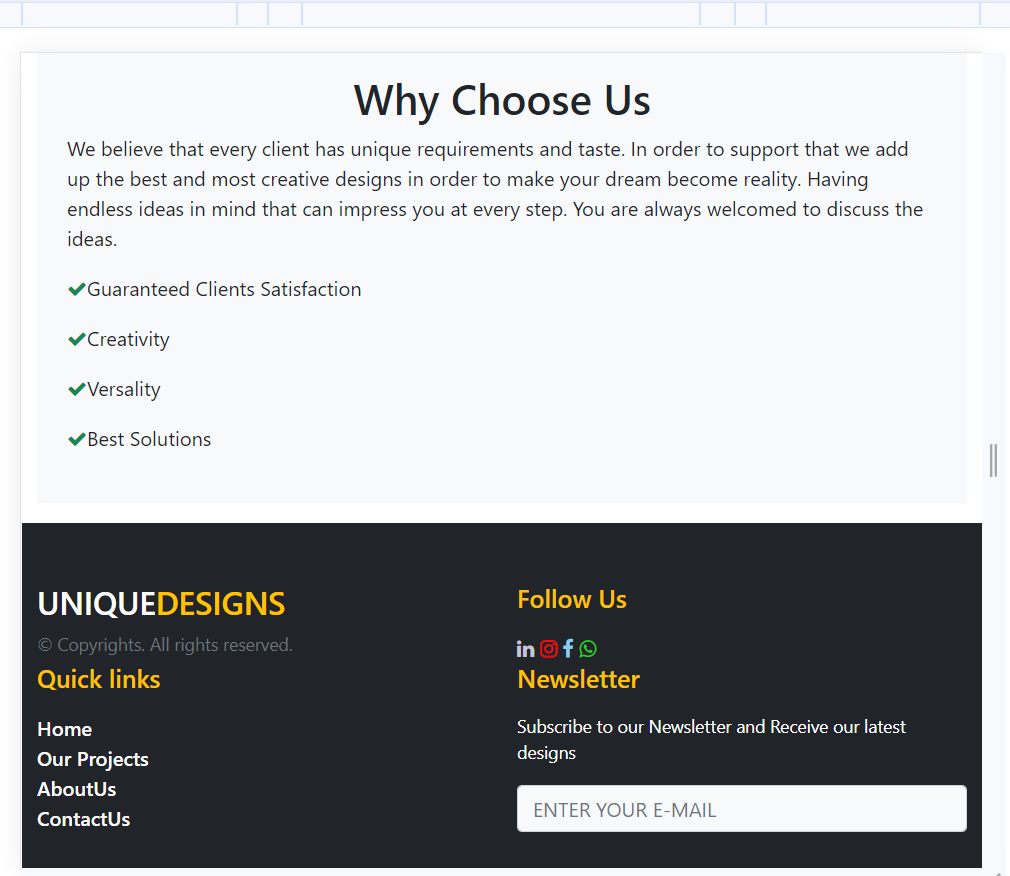 Why Choose Us
We believe that every client has unique requirements and taste. In order to support that we add
up the best and most creative designs in order to make your dream become reality. Having
endless ideas in mind that can impress you at every step. You are always welcomed to discuss the
ideas.
Guaranteed Clients Satisfaction
Creativity
Versality
Best Solutions
UNIQUEDESIGNS
© Copyrights. All rights reserved.
Quick links
Home
Our Projects
AboutUs
ContactUs
Follow Us
in
Newsletter
Subscribe to our Newsletter and Receive our latest
designs
ENTER YOUR E-MAIL